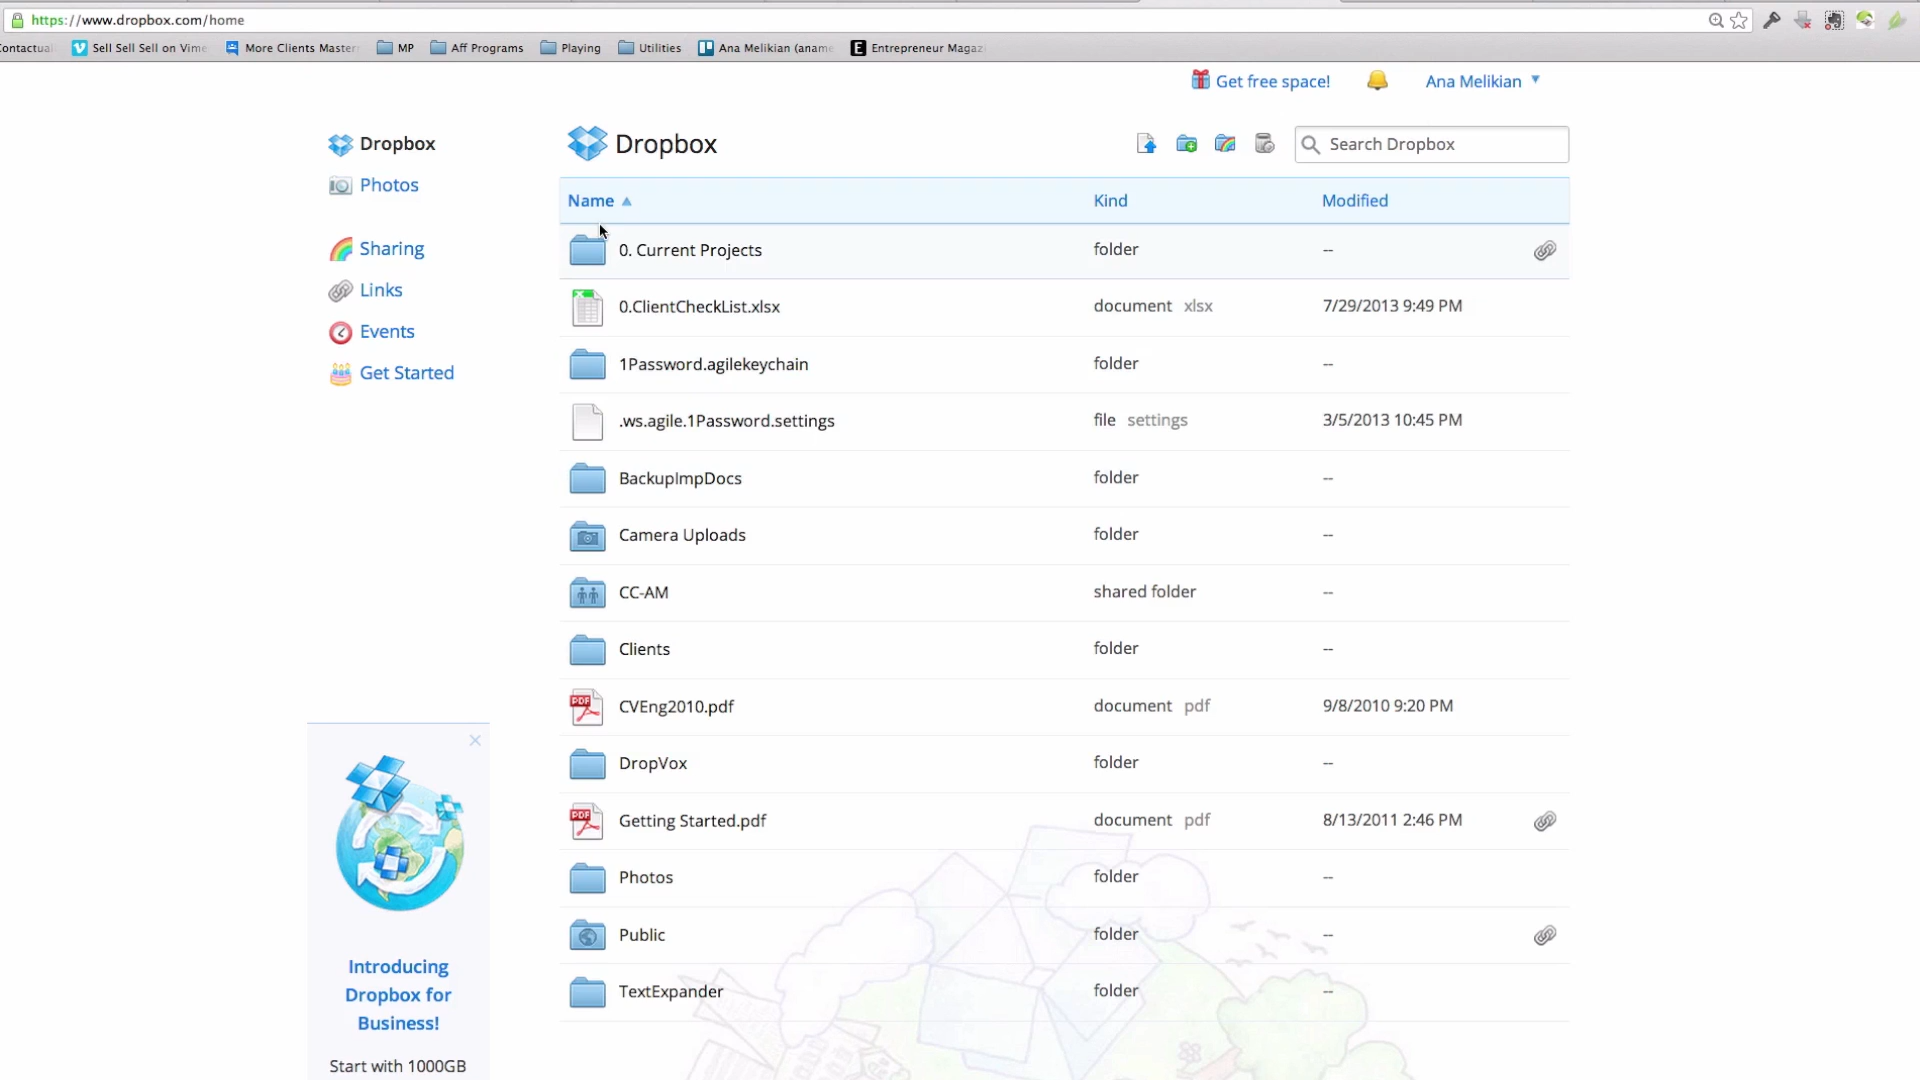 https://www.dropbox.com/home
Contactual
Sell Sell Sell on Vime
More Clients Master
MP
Aff Programs
Playing
Utilities
Ana Melikian (aname
Entrepreneur Magaz
Get free space!
Ana Melikian
Dropbox
Photos
Sharing
Links
Events
Get Started
Dropbox
Search Dropbox
Name Kind Modified
0. Current Projects folder --
0.ClientCheckList.xlsx document xlsx 7/29/2013 9:49 PM
1Password.agilekeychain folder --
.ws.agile.1Password.settings file settings 3/5/2013 10:45 PM
BackupImpDocs folder --
Camera Uploads folder --
CC-AM shared folder --
Clients folder --
PDF CVEng2010.pdf document pdf 9/8/2010 9:20 PM
DropVox folder --
PDF Getting Started.pdf document pdf 8/13/2011 2:46 PM
Photos folder --
Public folder --
TextExpander folder --
Introducing
Dropbox for
Business!
Start with 1000GB